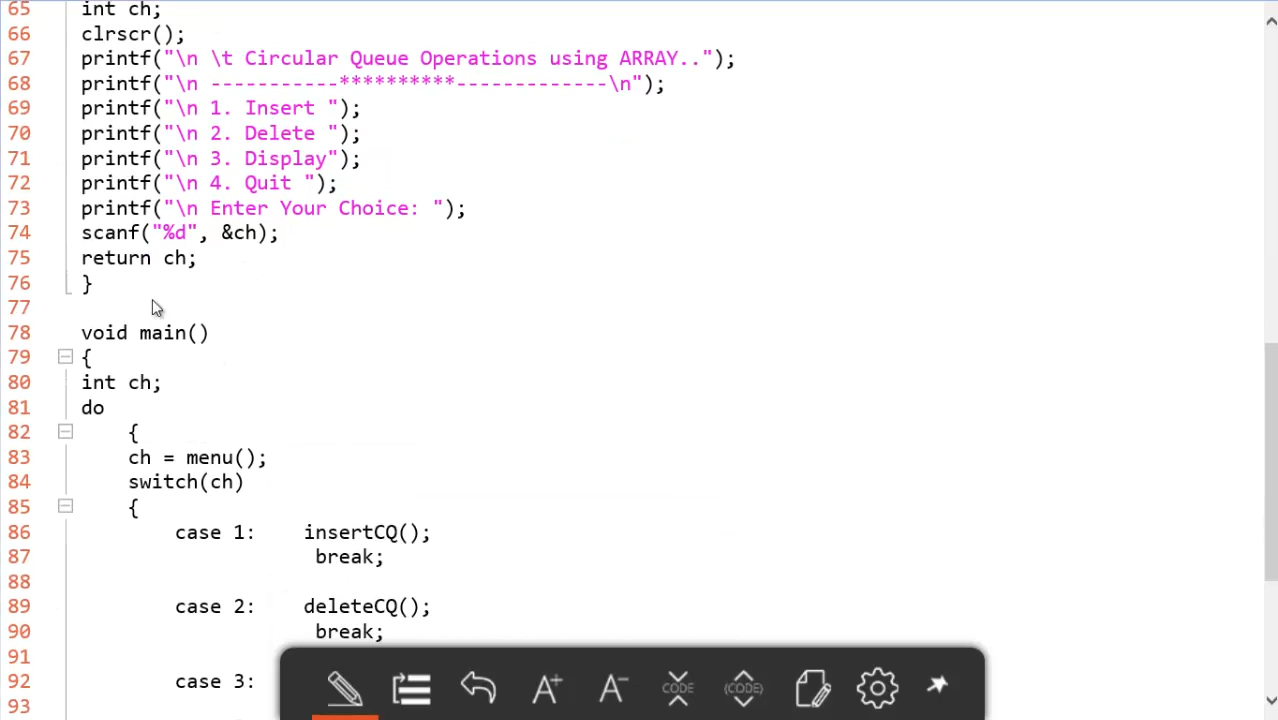 65 int ch;
66 clrscr();
67 printf("\n \t Circular Queue Operations using ARRAY..");
68 printf("\n -----------**********-------------\n");
69 printf("\n 1. Insert ");
70 printf("\n 2. Delete ");
71 printf("\n 3. Display");
72 printf("\n 4. Quit ");
73 printf("\n Enter Your Choice: ");
74 scanf("%d", &ch);
75 return ch;
76 }
77
78 void main()
79 {
80 int ch;
81 do
82 {
83 ch = menu();
84 switch(ch)
85 {
86 case 1: insertCQ();
87 break;
88
89 case 2: deleteCQ();
90 break;
91
92 case 3:
93
A+ A- CODE (CODE)